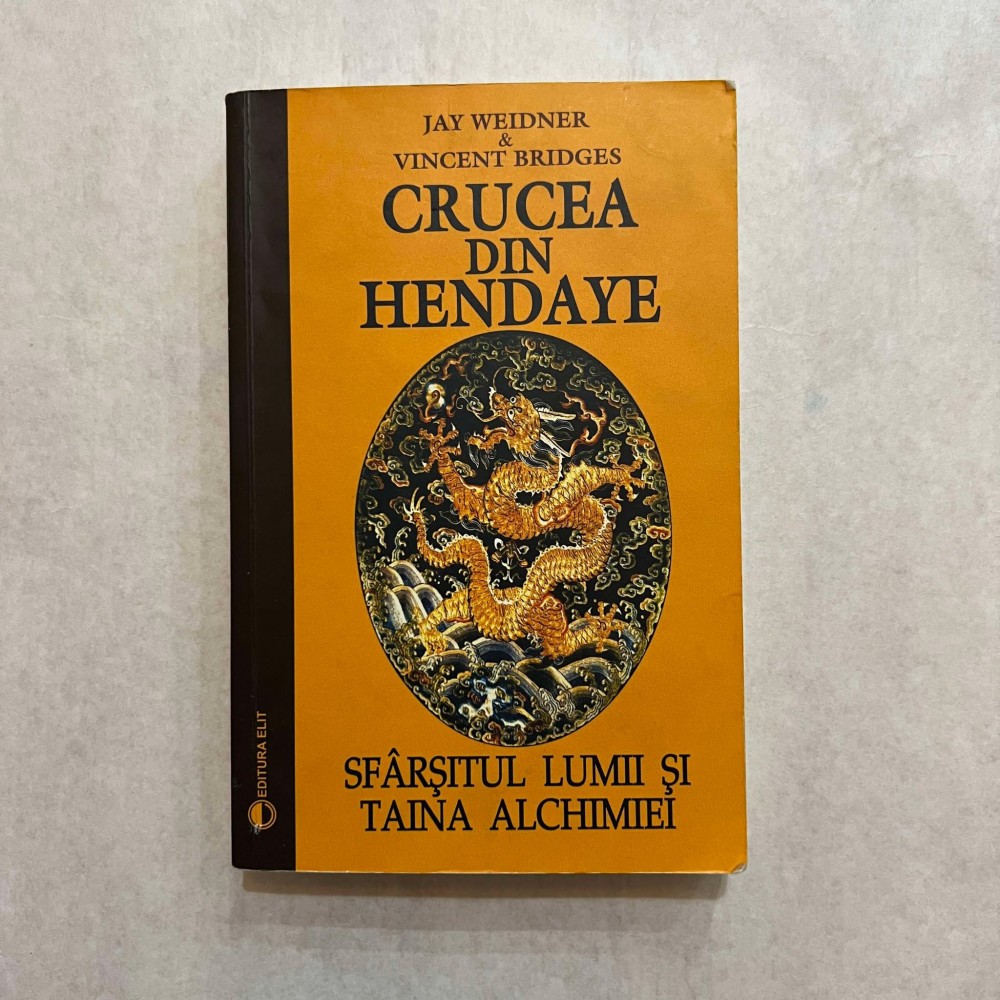 JAY WEIDNER
&
VINCENT BRIDGES
CRUCEA
DIN
HENDAYE
SFÂRŞITUL LUMII ŞI
TAINA ALCHIMIEI
EDITURA ELIT